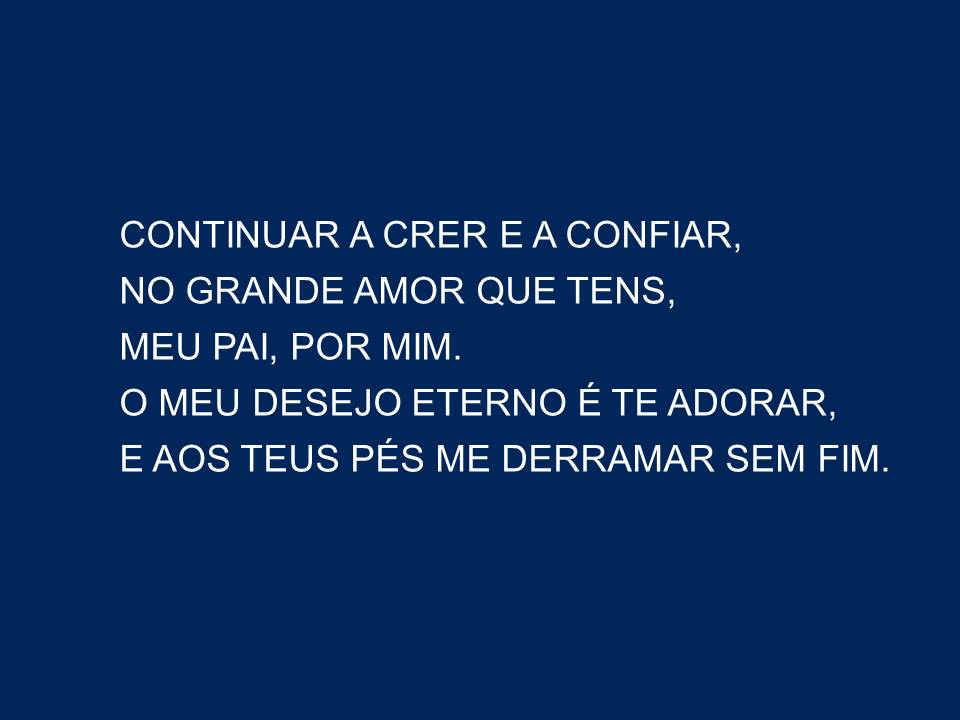 CONTINUAR A CRER E A CONFIAR,
NO GRANDE AMOR QUE TENS,
MEU PAI, POR MIM.
O MEU DESEJO ETERNO É TE ADORAR,
E AOS TEUS PÉS ME DERRAMAR SEM FIM.